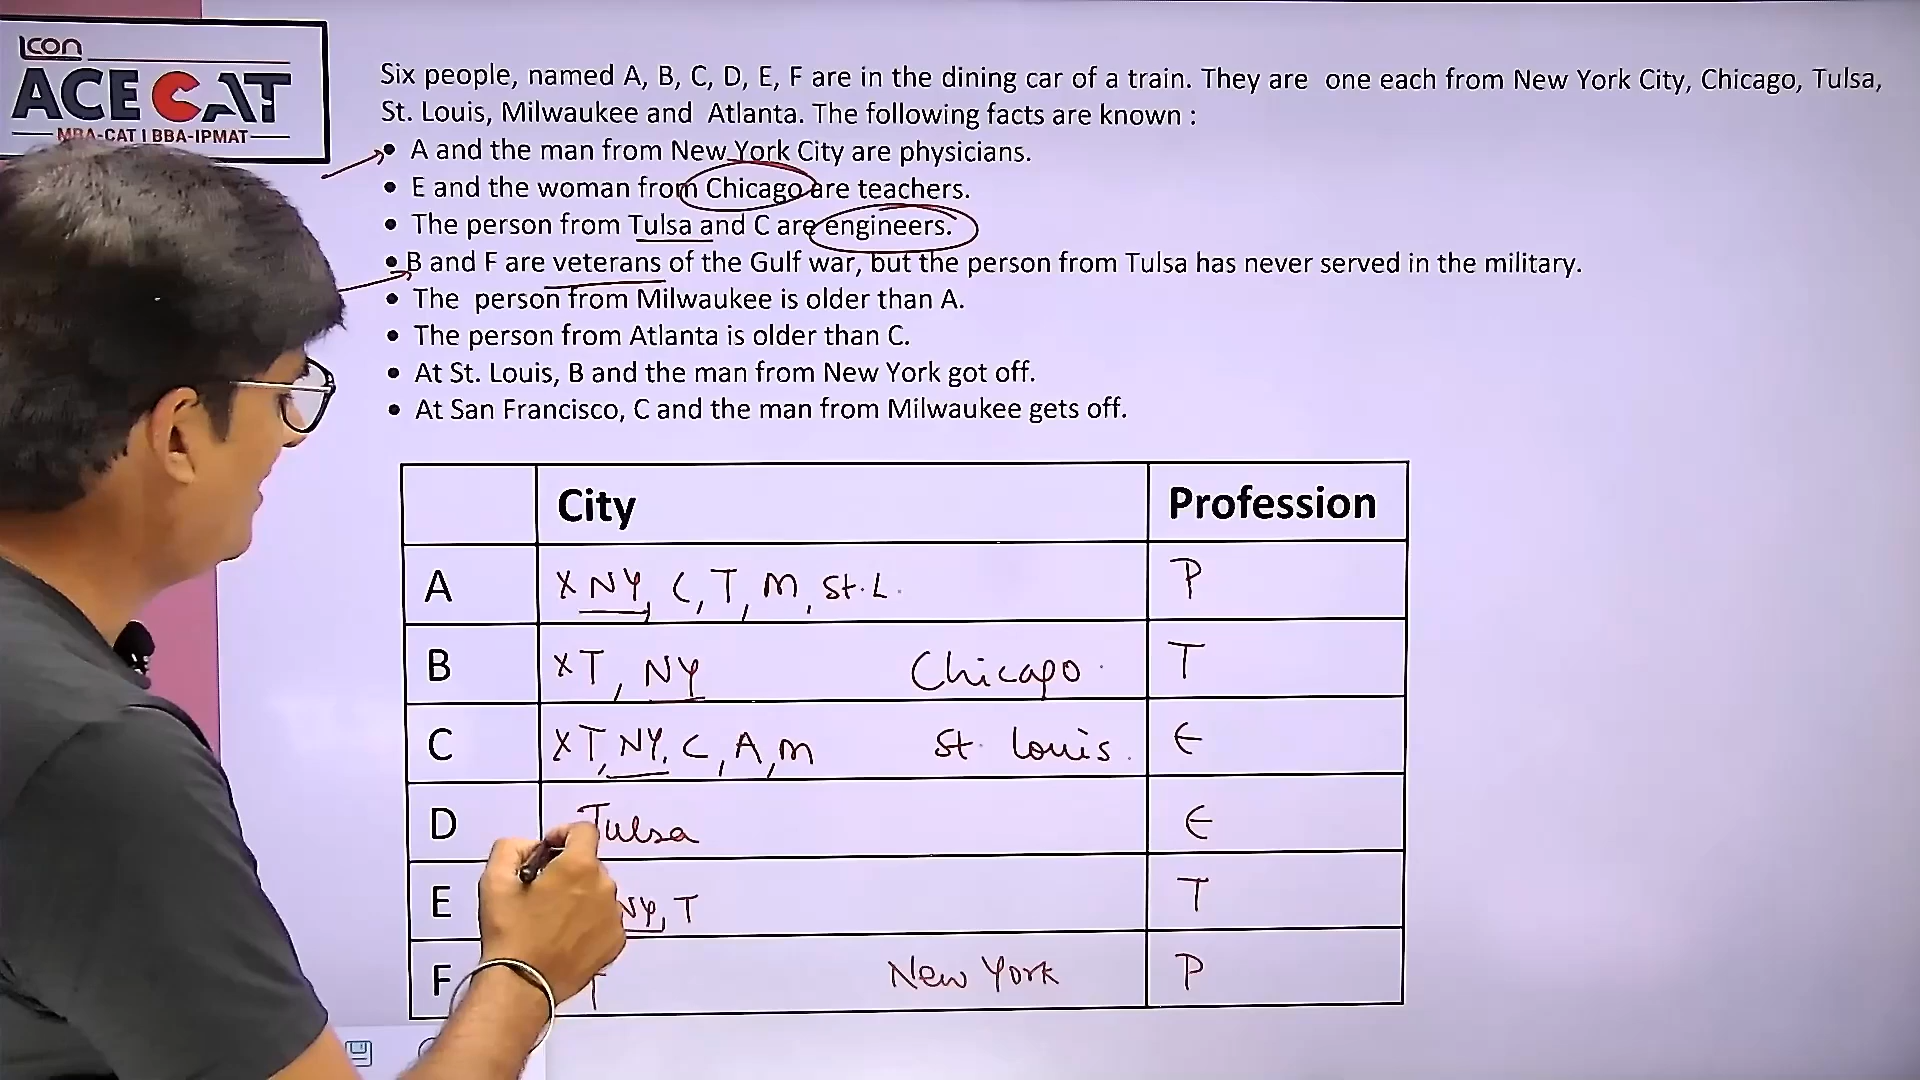 Icon
ACE CAT
MBA-CAT I BBA-IPMAT
Six people, named A, B, C, D, E, F are in the dining car of a train. They are one each from New York City, Chicago, Tulsa,
St. Louis, Milwaukee and Atlanta. The following facts are known :
• A and the man from New York City are physicians.
• E and the woman from Chicago are teachers.
• The person from Tulsa and C are engineers.
• B and F are veterans of the Gulf war, but the person from Tulsa has never served in the military.
• The person from Milwaukee is older than A.
• The person from Atlanta is older than C.
• At St. Louis, B and the man from New York got off.
• At San Francisco, C and the man from Milwaukee gets off.
City Profession
A X NY, C, T, M, St. L. P
B X T, NY Chicago T
C X T, NY, C, A, M St. Louis. E
D Tulsa E
E NY, T T
F T New York P